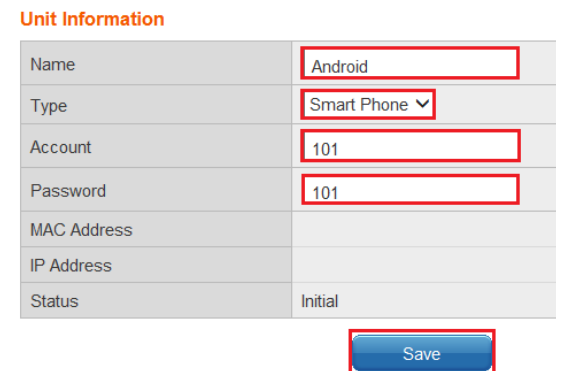 Unit Information
Name Android
Type Smart Phone
Account 101
Password 101
MAC Address
IP Address
Status Initial
Save